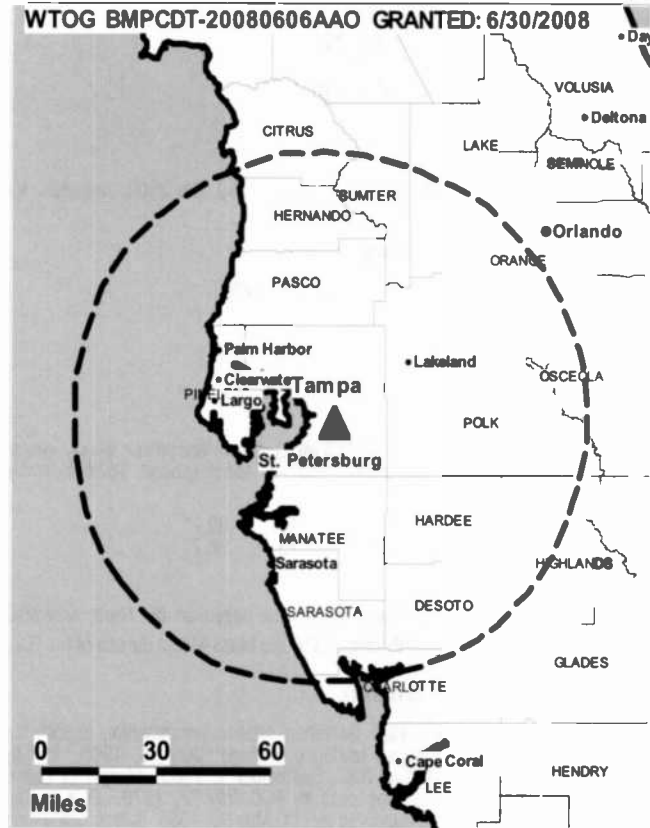 WTOG BMPCDT-20080606AAO GRANTED: 6/30/2008
Day
VOLUSIA
Deltona
CITRUS
LAKE
SEMINOLE
SUMTER
HERNANDO
Orlando
ORANGE
PASCO
Palm Harbor
Lakeland
Clearwate
Tampa
OSCEOLA
Largo
POLK
St. Petersburg
HARDEE
MANATEE
HIGHLANDS
Sarasota
SARASOTA
DESOTO
GLADES
CHARLOTTE
0 30 60
Cape Coral
HENDRY
LEE
Miles